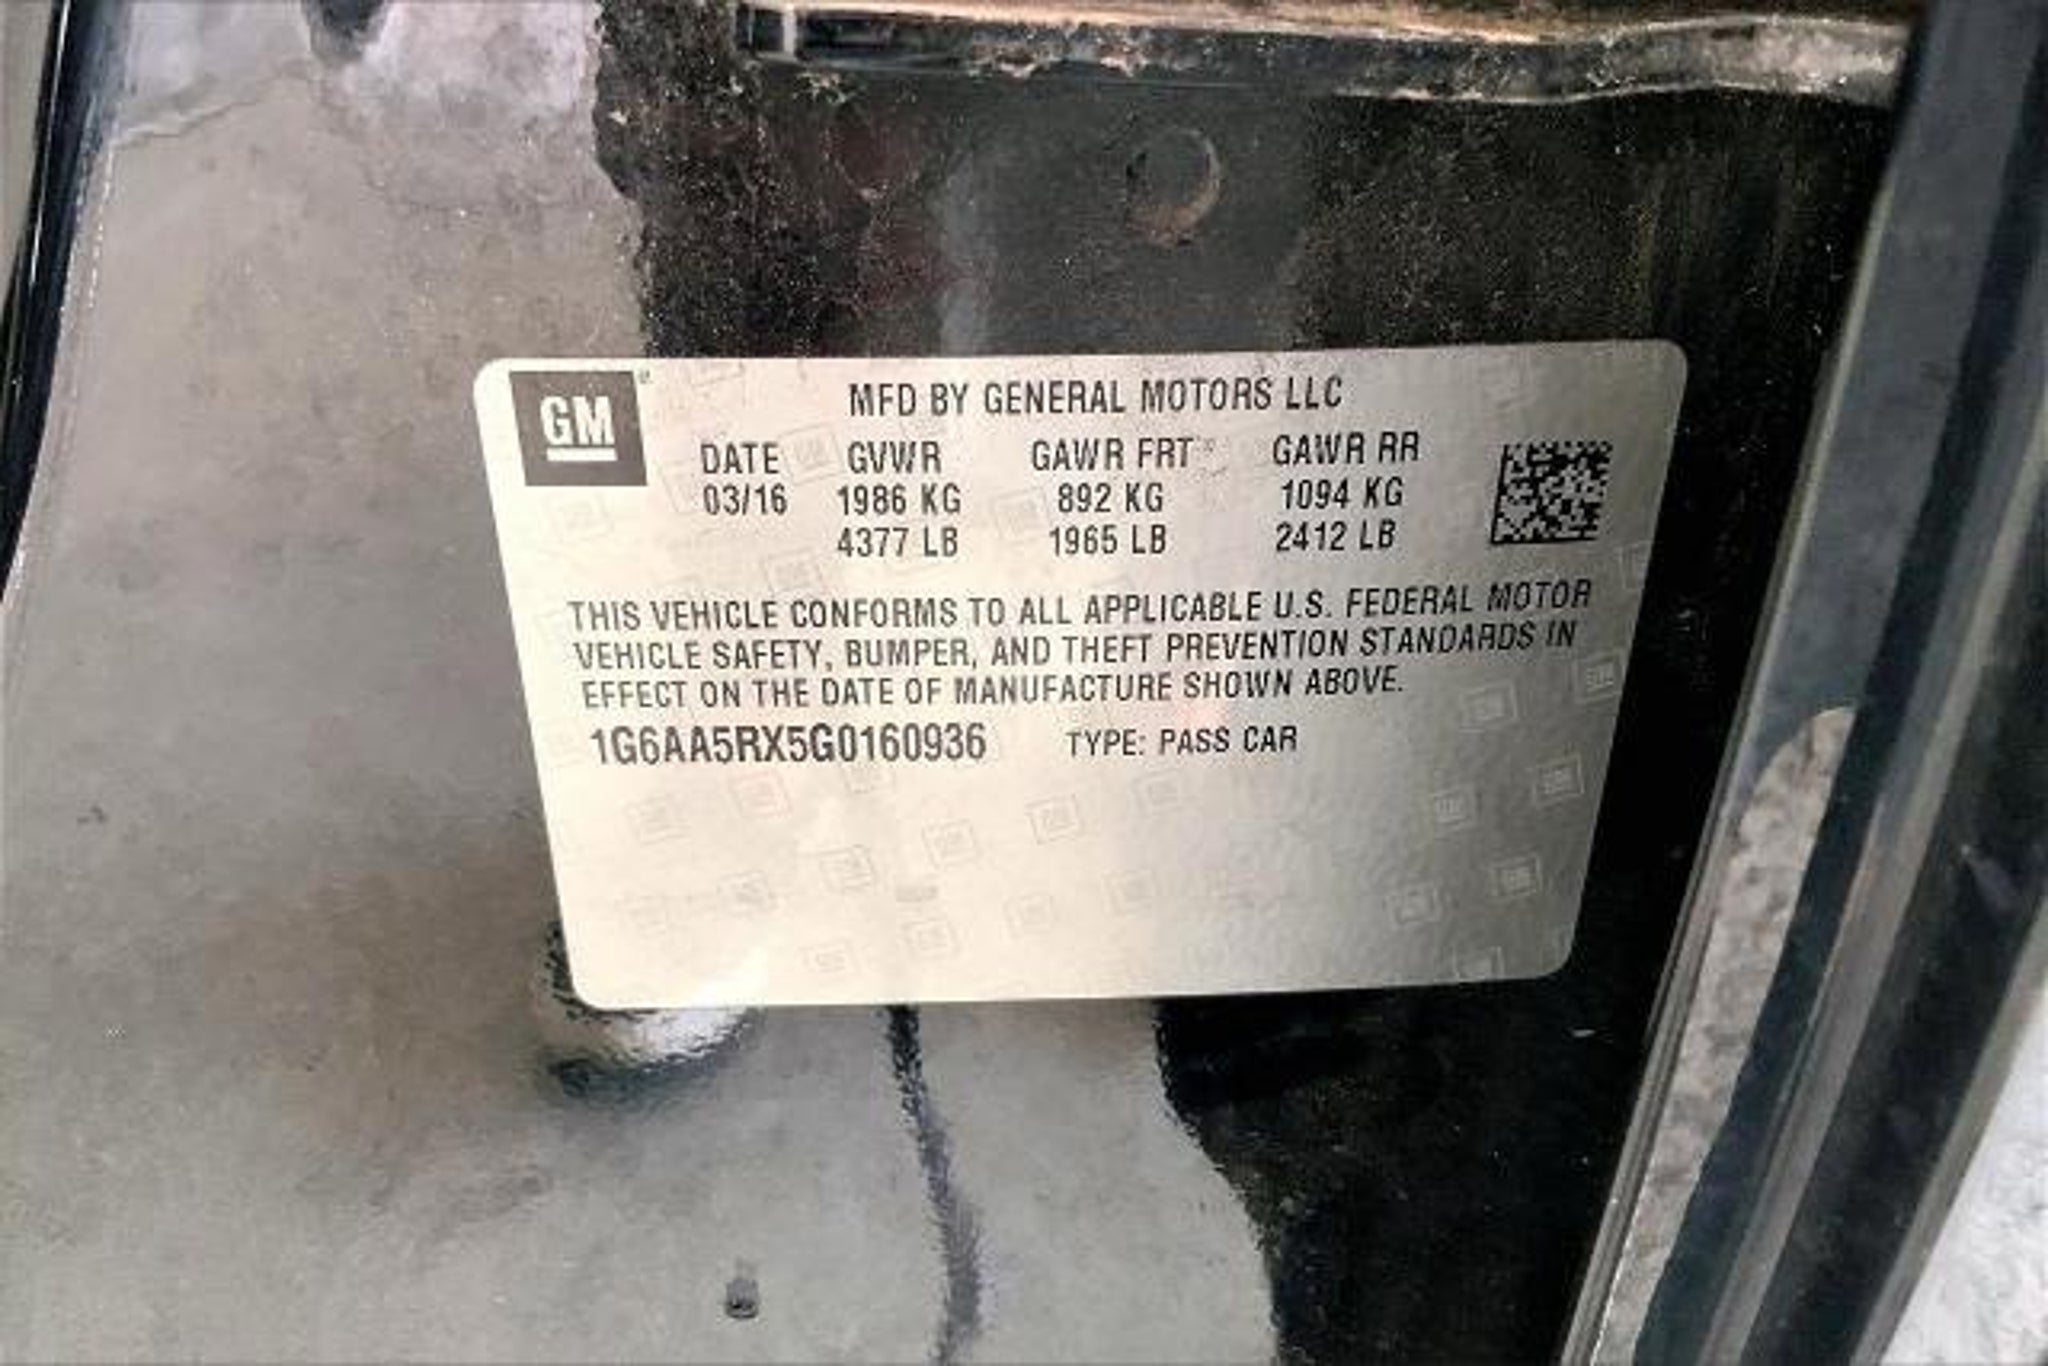 GM
MFD BY GENERAL MOTORS LLC
DATE GVWR GAWR FRT GAWR RR
03/16 1986 KG 892 KG 1094 KG
4377 LB 1965 LB 2412 LB
THIS VEHICLE CONFORMS TO ALL APPLICABLE U.S. FEDERAL MOTOR
VEHICLE SAFETY, BUMPER, AND THEFT PREVENTION STANDARDS IN
EFFECT ON THE DATE OF MANUFACTURE SHOWN ABOVE.
1G6AA5RX5G0160936 TYPE: PASS CAR